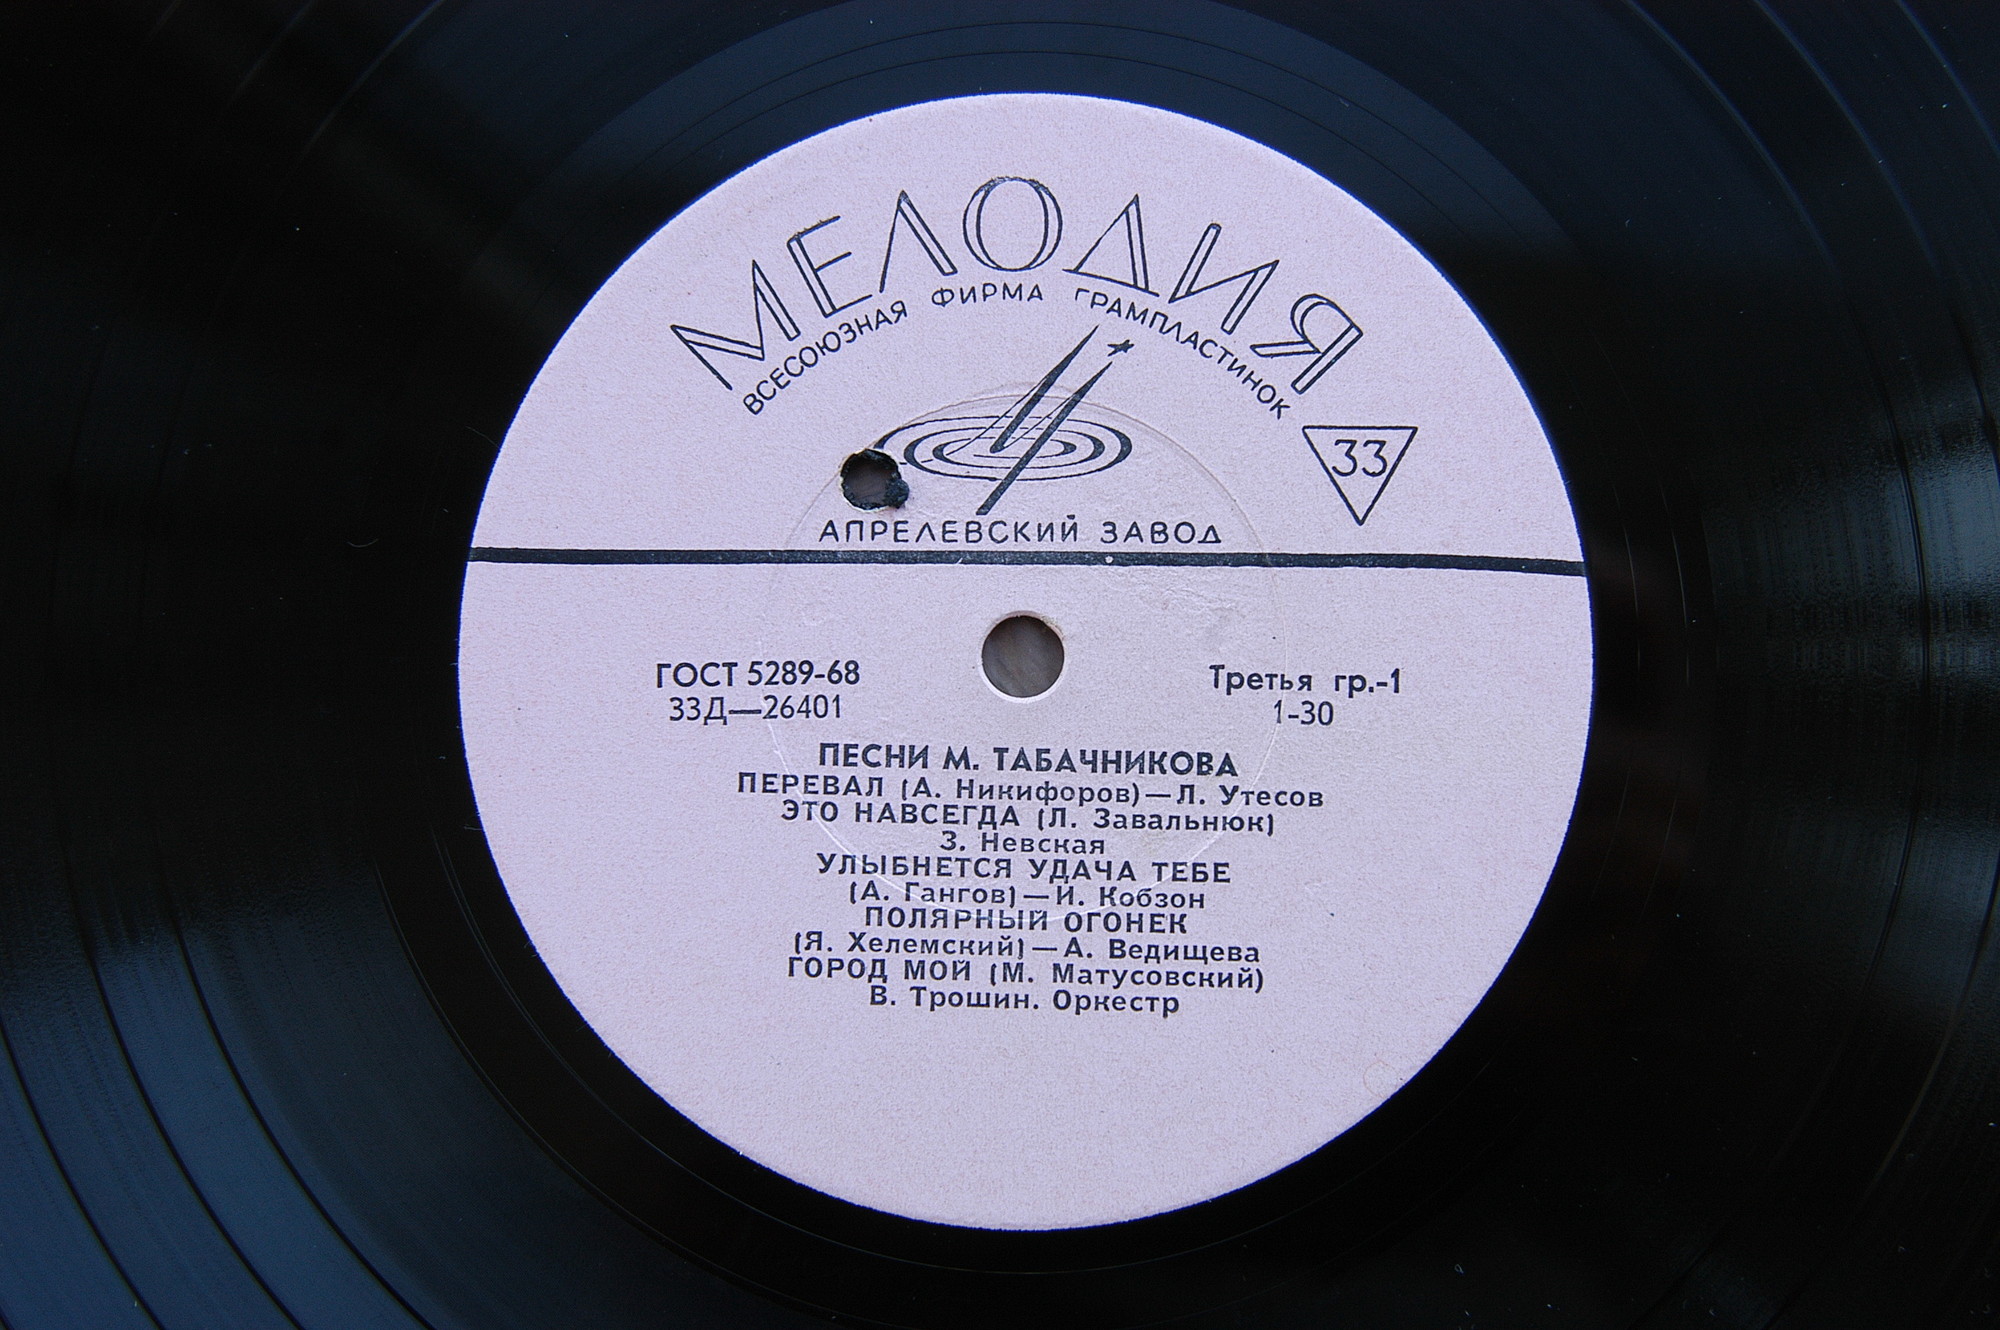 МЕЛОДИЯ
ВСЕСОЮЗНАЯ ФИРМА ГРАМПЛАСТИНОК
33
АПРЕЛЕВСКИЙ ЗАВОД
ГОСТ 5289-68
33Д—26401
Третья гр.-1
1-30
ПЕСНИ М. ТАБАЧНИКОВА
ПЕРЕВАЛ (А. Никифоров)—Л. Утесов
ЭТО НАВСЕГДА (Л. Завальнюк)
З. Невская
УЛЫБНЕТСЯ УДАЧА ТЕБЕ
(А. Гангов)—И. Кобзон
ПОЛЯРНЫЙ ОГОНЕК
(Я. Хелемский)—А. Ведищева
ГОРОД МОЙ (М. Матусовский)
В. Трошин. Оркестр